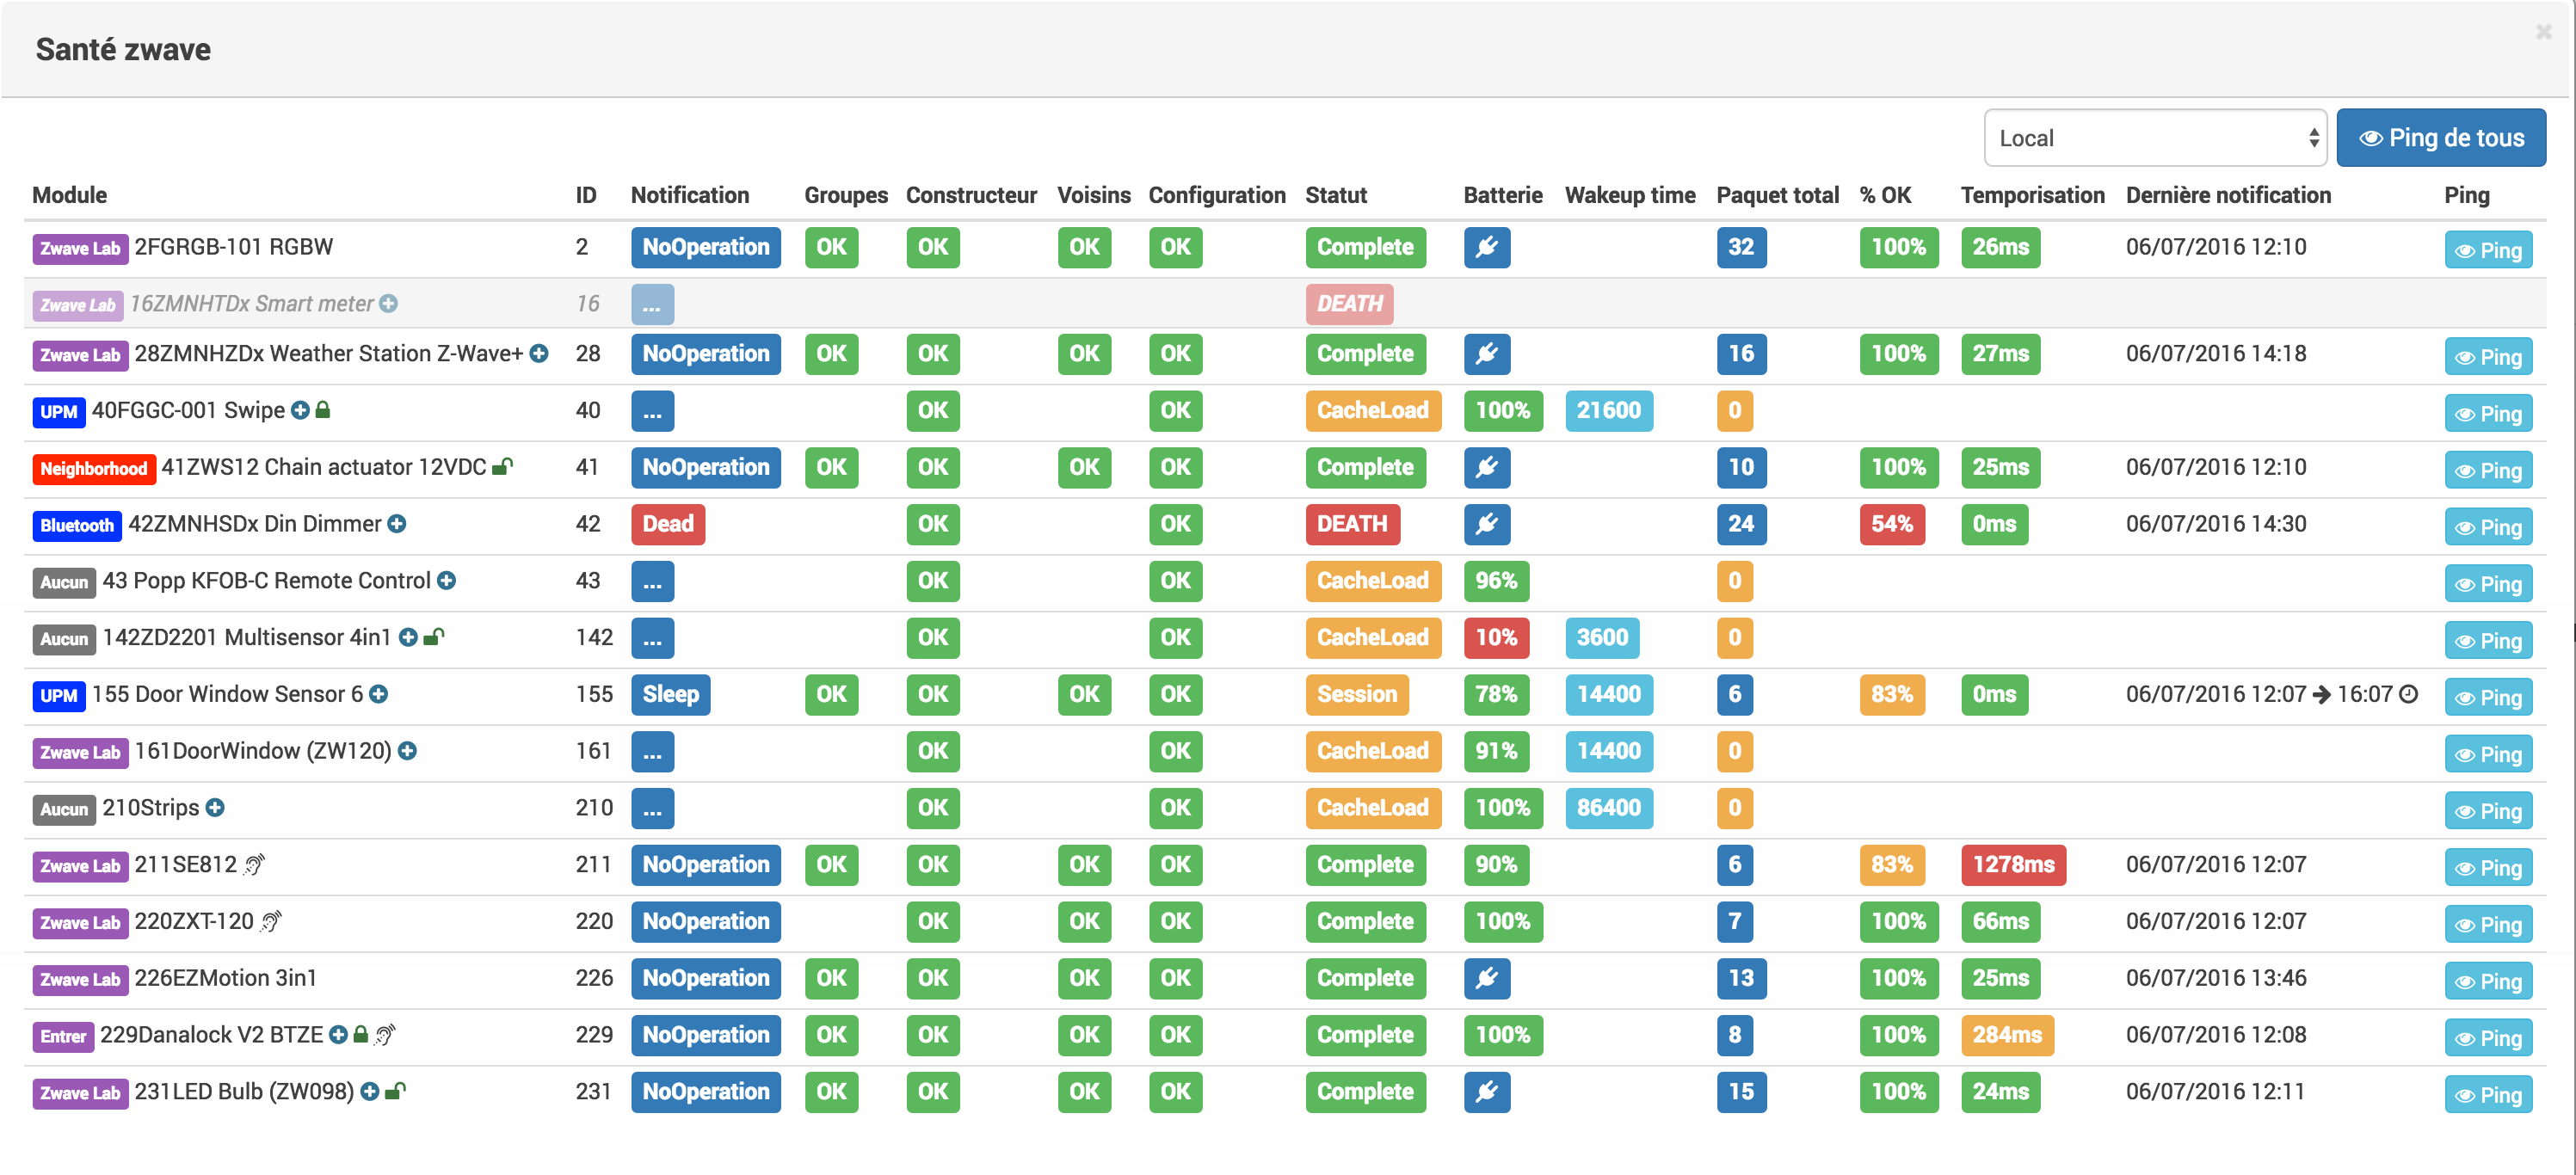 Santé zwave
Local Ping de tous
Module ID Notification Groupes Constructeur Voisins Configuration Statut Batterie Wakeup time Paquet total % OK Temporisation Dernière notification Ping
Zwave Lab 2FGRGB-101 RGBW 2 NoOperation OK OK OK OK Complete 32 100% 26ms 06/07/2016 12:10 Ping
Zwave Lab 16ZMNHTDx Smart meter 16 ... DEATH
Zwave Lab 28ZMNHZDx Weather Station Z-Wave+ 28 NoOperation OK OK OK OK Complete 16 100% 27ms 06/07/2016 14:18 Ping
UPM 40FGGC-001 Swipe 40 ... OK OK CacheLoad 100% 21600 0 Ping
Neighborhood 41ZWS12 Chain actuator 12VDC 41 NoOperation OK OK OK OK Complete 10 100% 25ms 06/07/2016 12:10 Ping
Bluetooth 42ZMNHSDx Din Dimmer 42 Dead OK OK DEATH 24 54% 0ms 06/07/2016 14:30 Ping
Aucun 43 Popp KFOB-C Remote Control 43 ... OK OK CacheLoad 96% 0 Ping
Aucun 142ZD2201 Multisensor 4in1 142 ... OK OK CacheLoad 10% 3600 0 Ping
UPM 155 Door Window Sensor 6 155 Sleep OK OK OK OK Session 78% 14400 6 83% 0ms 06/07/2016 12:07 → 16:07 Ping
Zwave Lab 161DoorWindow (ZW120) 161 ... OK OK CacheLoad 91% 14400 0 Ping
Aucun 210Strips 210 ... OK OK CacheLoad 100% 86400 0 Ping
Zwave Lab 211SE812 211 NoOperation OK OK OK OK Complete 90% 6 83% 1278ms 06/07/2016 12:07 Ping
Zwave Lab 220ZXT-120 220 NoOperation OK OK OK Complete 100% 7 100% 66ms 06/07/2016 12:07 Ping
Zwave Lab 226EZMotion 3in1 226 NoOperation OK OK OK OK Complete 13 100% 25ms 06/07/2016 13:46 Ping
Entrer 229Danalock V2 BTZE 229 NoOperation OK OK OK OK Complete 100% 8 100% 284ms 06/07/2016 12:08 Ping
Zwave Lab 231LED Bulb (ZW098) 231 NoOperation OK OK OK OK Complete 15 100% 24ms 06/07/2016 12:11 Ping